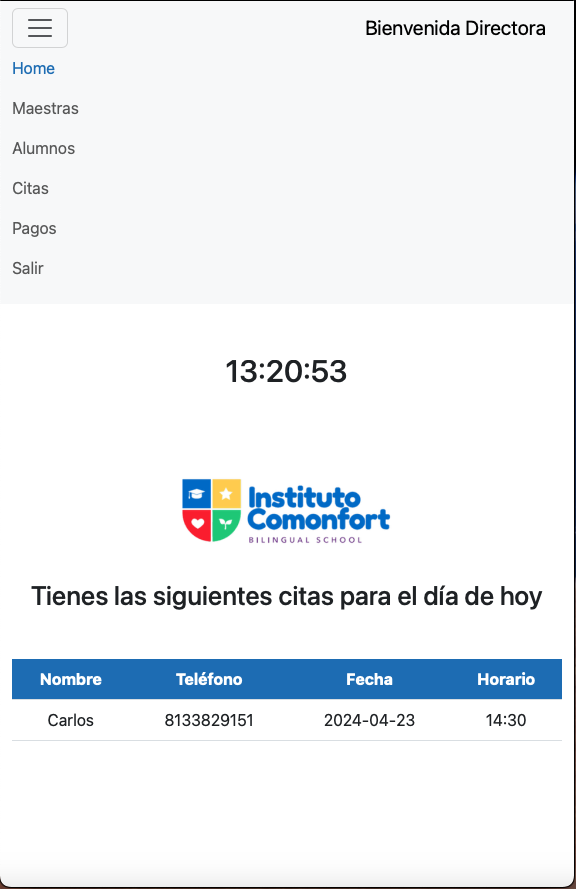 Bienvenida Directora
Home
Maestras
Alumnos
Citas
Pagos
Salir
13:20:53
Instituto
Comonfort
BILINGUAL SCHOOL
Tienes las siguientes citas para el día de hoy
Nombre Teléfono Fecha Horario
Carlos 8133829151 2024-04-23 14:30